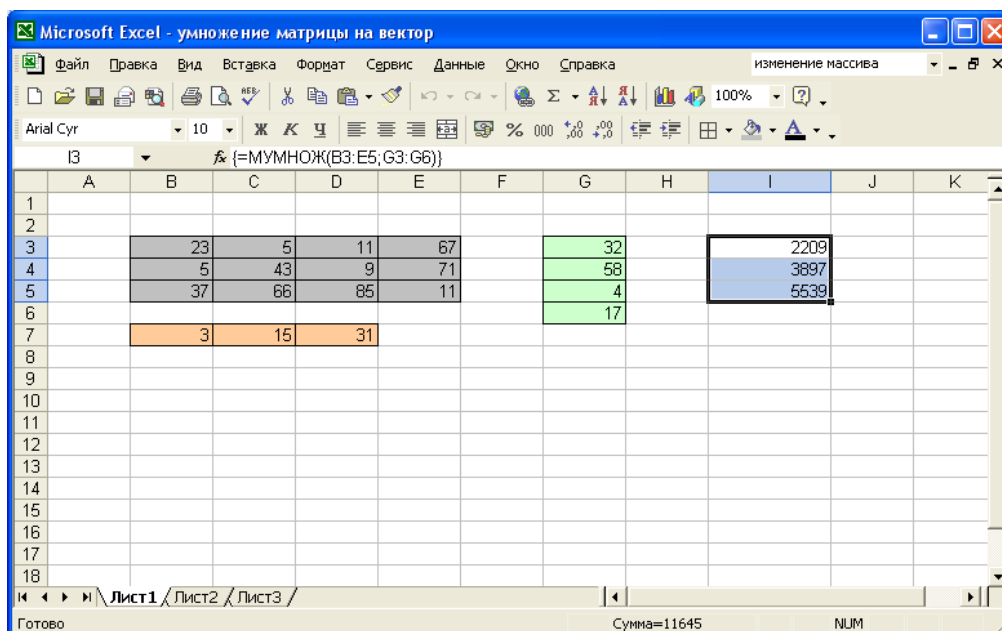 Microsoft Excel - умножение матрицы на вектор
Файл Правка Вид Вставка Формат Сервис Данные Окно Справка изменение массива
100%
Arial Cyr 10 Ж К Ч % 000
I3 fx {=МУМНОЖ(B3:E5;G3:G6)}
A B C D E F G H I J K
1
2
3 23 5 11 67 32 2209
4 5 43 9 71 58 3897
5 37 66 85 11 4 5539
6 17
7 3 15 31
8
9
10
11
12
13
14
15
16
17
18
Лист1 Лист2 Лист3
Готово Сумма=11645 NUM